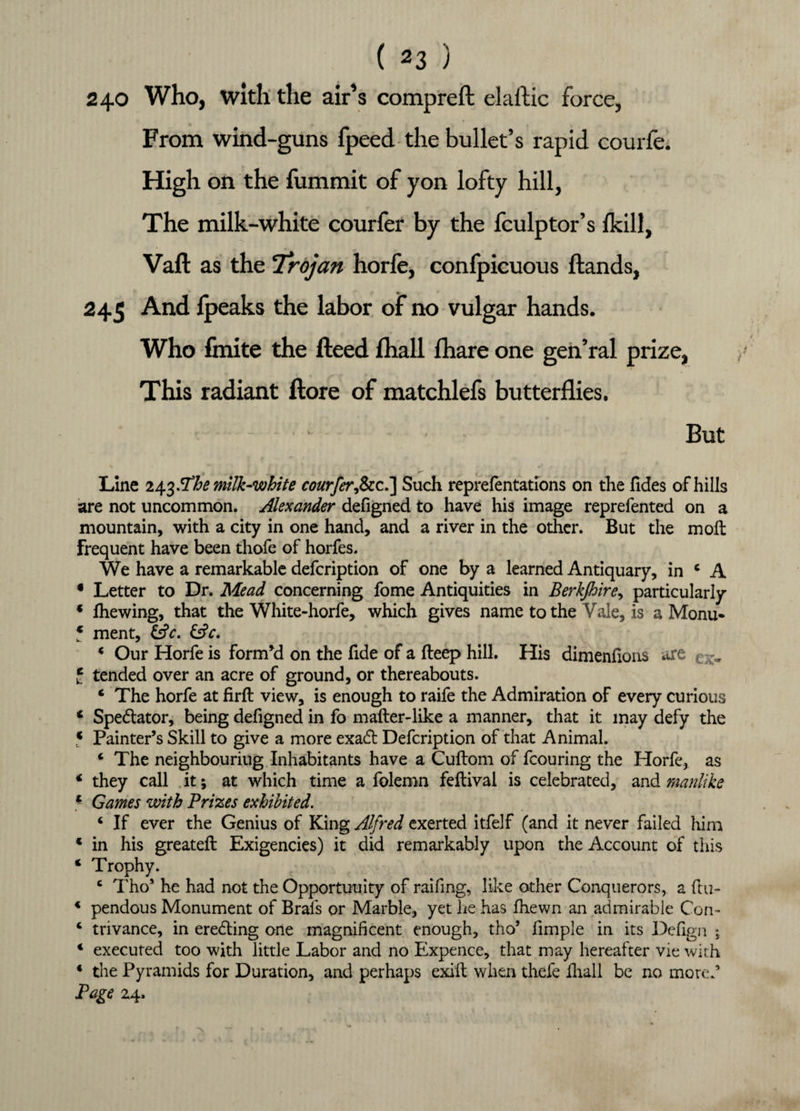 ( 23 )
240 Who, with the air's compreſt elaſtic force,
From wind-guns ſpeed the bullet's rapid courſe.
High on the ſummit of yon lofty hill,
The milk-white courſer by the ſculptor's ſkill,
Vaſt as the Trojan horſe, conſpicuous ſtands,
245 And ſpeaks the labor of no vulgar hands.
Who ſmite the ſteed ſhall ſhare one gen'ral prize,
This radiant ſtore of matchleſs butterflies.
But
Line 243.The milk-white courſer,&c.] Such repreſentations on the ſides of hills
are not uncommon. Alexander deſigned to have his image repreſented on a
mountain, with a city in one hand, and a river in the other. But the moſt
frequent have been thoſe of horſes.
We have a remarkable deſcription of one by a learned Antiquary, in ‘ A
‘ Letter to Dr. Mead concerning ſome Antiquities in Berkſhire, particularly
‘ ſhewing, that the White-horſe, which gives name to the Vale, is a Monu-
‘ ment, &c. &c.
‘ Our Horſe is form'd on the ſide of a ſteep hill. His dimenſions are ex-
‘ tended over an acre of ground, or thereabouts.
‘ The horſe at firſt view, is enough to raiſe the Admiration of every curious
‘ Spectator, being deſigned in ſo maſter-like a manner, that it may defy the
‘ Painter's Skill to give a more exact Deſcription of that Animal.
‘ The neighbouriug Inhabitants have a Cuſtom of ſcouring the Horſe, as
‘ they call it; at which time a ſolemn feſtival is celebrated, and manlike
‘ Games with Prizes exhibited.
‘ If ever the Genius of King Alfred exerted itſelf (and it never failed him
‘ in his greateſt Exigencies) it did remarkably upon the Account of this
‘ Trophy.
‘ Tho' he had not the Opportuuity of raiſing, like other Conquerors, a ſtu-
‘ pendous Monument of Braſs or Marble, yet he has ſhewn an admirable Con-
‘ trivance, in erecting one magnificent enough, tho' ſimple in its Deſign ;
‘ executed too with little Labor and no Expence, that may hereafter vie with
‘ the Pyramids for Duration, and perhaps exiſt when theſe ſhall be no more.’
Page 24.